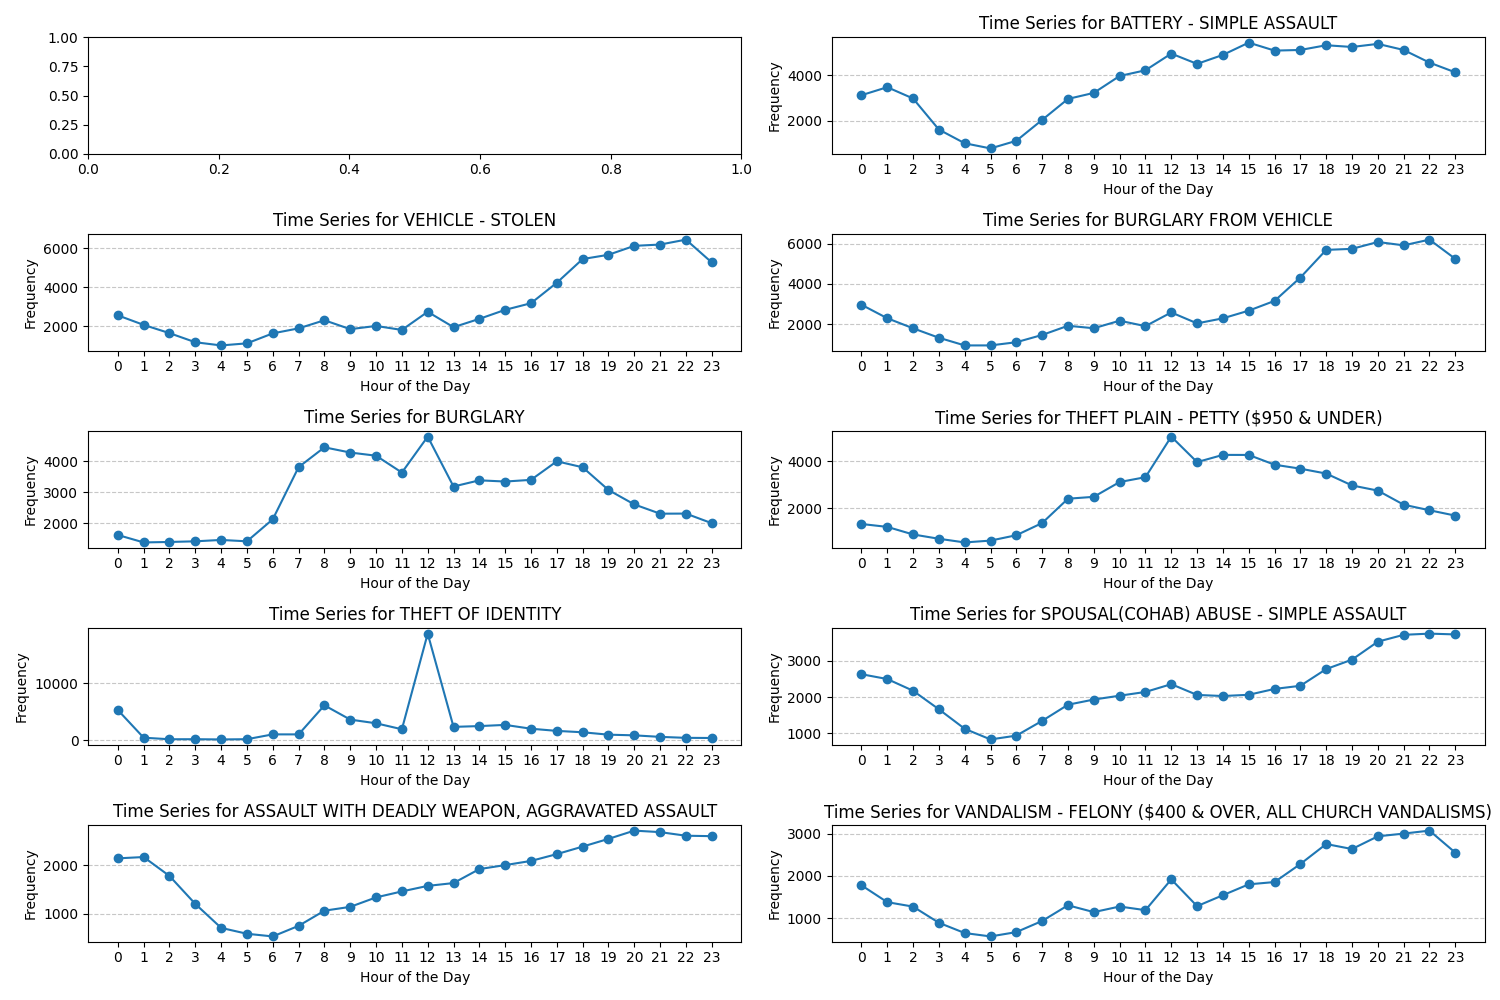 1.00
0.75
0.50
0.25
0.00
0.0 0.2 0.4 0.6 0.8 1.0
Time Series for BATTERY - SIMPLE ASSAULT
Frequency
4000
2000
0 1 2 3 4 5 6 7 8 9 10 11 12 13 14 15 16 17 18 19 20 21 22 23
Hour of the Day
Time Series for VEHICLE - STOLEN
Frequency
6000
4000
2000
0 1 2 3 4 5 6 7 8 9 10 11 12 13 14 15 16 17 18 19 20 21 22 23
Hour of the Day
Time Series for BURGLARY FROM VEHICLE
Frequency
6000
4000
2000
0 1 2 3 4 5 6 7 8 9 10 11 12 13 14 15 16 17 18 19 20 21 22 23
Hour of the Day
Time Series for BURGLARY
Frequency
4000
3000
2000
0 1 2 3 4 5 6 7 8 9 10 11 12 13 14 15 16 17 18 19 20 21 22 23
Hour of the Day
Time Series for THEFT PLAIN - PETTY ($950 & UNDER)
Frequency
4000
2000
0 1 2 3 4 5 6 7 8 9 10 11 12 13 14 15 16 17 18 19 20 21 22 23
Hour of the Day
Time Series for THEFT OF IDENTITY
Frequency
10000
0
0 1 2 3 4 5 6 7 8 9 10 11 12 13 14 15 16 17 18 19 20 21 22 23
Hour of the Day
Time Series for SPOUSAL(COHAB) ABUSE - SIMPLE ASSAULT
Frequency
3000
2000
1000
0 1 2 3 4 5 6 7 8 9 10 11 12 13 14 15 16 17 18 19 20 21 22 23
Hour of the Day
Time Series for ASSAULT WITH DEADLY WEAPON, AGGRAVATED ASSAULT
Frequency
2000
1000
0 1 2 3 4 5 6 7 8 9 10 11 12 13 14 15 16 17 18 19 20 21 22 23
Hour of the Day
Time Series for VANDALISM - FELONY ($400 & OVER, ALL CHURCH VANDALISMS)
Frequency
3000
2000
1000
0 1 2 3 4 5 6 7 8 9 10 11 12 13 14 15 16 17 18 19 20 21 22 23
Hour of the Day